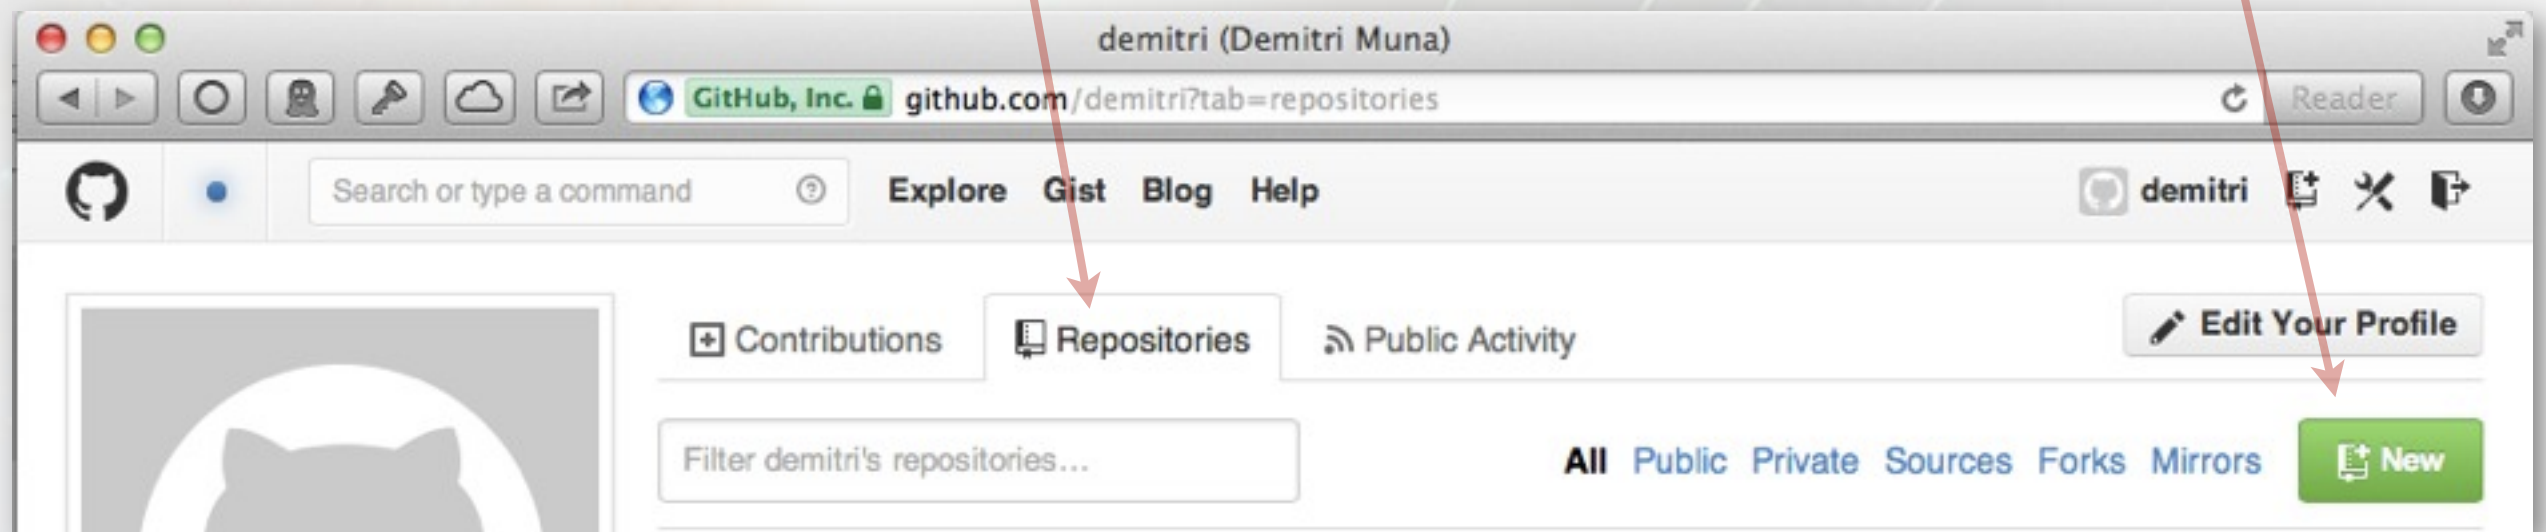 demitri (Demitri Muna)
GitHub, Inc. github.com/demitri?tab=repositories Reader
Search or type a command Explore Gist Blog Help demitri
Contributions Repositories Public Activity Edit Your Profile
Filter demitri's repositories... All Public Private Sources Forks Mirrors New